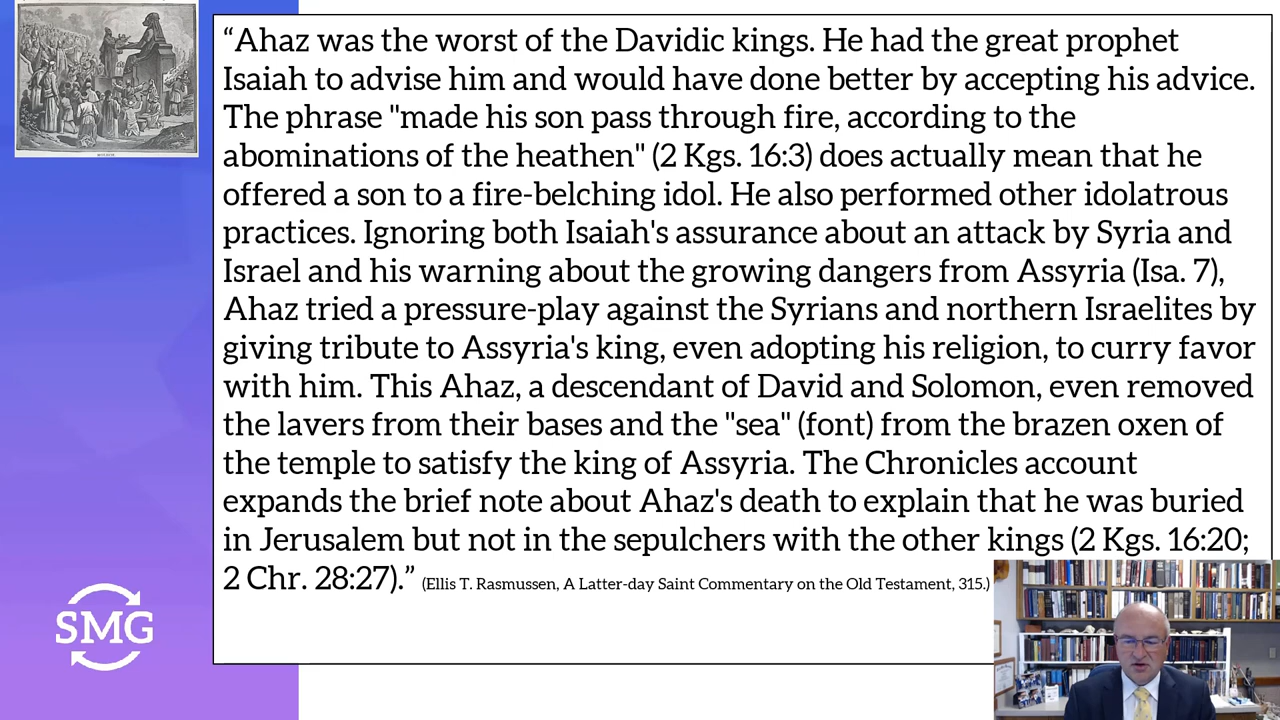 “Ahaz was the worst of the Davidic kings. He had the great prophet
Isaiah to advise him and would have done better by accepting his advice.
The phrase "made his son pass through fire, according to the
abominations of the heathen" (2 Kgs. 16:3) does actually mean that he
offered a son to a fire-belching idol. He also performed other idolatrous
practices. Ignoring both Isaiah's assurance about an attack by Syria and
Israel and his warning about the growing dangers from Assyria (Isa. 7),
Ahaz tried a pressure-play against the Syrians and northern Israelites by
giving tribute to Assyria's king, even adopting his religion, to curry favor
with him. This Ahaz, a descendant of David and Solomon, even removed
the lavers from their bases and the "sea" (font) from the brazen oxen of
the temple to satisfy the king of Assyria. The Chronicles account
expands the brief note about Ahaz's death to explain that he was buried
in Jerusalem but not in the sepulchers with the other kings (2 Kgs. 16:20;
2 Chr. 28:27).” (Ellis T. Rasmussen, A Latter-day Saint Commentary on the Old Testament, 315.)
SMG